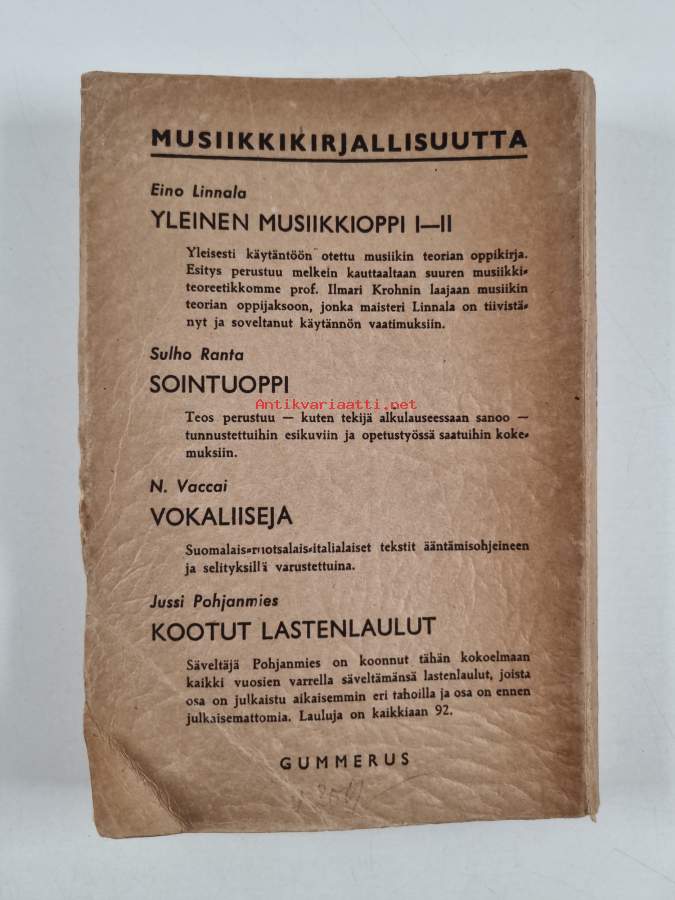 MUSIIKKIKIRJALLISUUTTA
Eino Linnala
YLEINEN MUSIIKKIOPPI I—II
Yleisesti käytäntöön otettu musiikin teorian oppikirja.
Esitys perustuu melkein kauttaaltaan suuren musiikki-
teoreetikkomme prof. Ilmari Krohnin laajaan musiikin
teorian oppijaksoon, jonka maisteri Linnala on tiivistä-
nyt ja soveltanut käytännön vaatimuksiin.
Sulho Ranta
SOINTUOPPI
Antikvariaatti.net
Teos perustuu — kuten tekijä alkulauseessaan sanoo —
tunnustettuihin esikuviin ja opetustyössä saatuihin koke-
muksiin.
N. Vaccai
VOKALIISEJA
Suomalais-ruotsalais-italialaiset tekstit ääntämisohjeineen
ja selityksillä varustettuina.
Jussi Pohjanmies
KOOTUT LASTENLAULUT
Säveltäjä Pohjanmies on koonnut tähän kokoelmaan
kaikki vuosien varrella säveltämänsä lastenlaulut, joista
osa on julkaistu aikaisemmin eri tahoilla ja osa on ennen
julkaisemattomia. Lauluja on kaikkiaan 92.
GUMMERUS